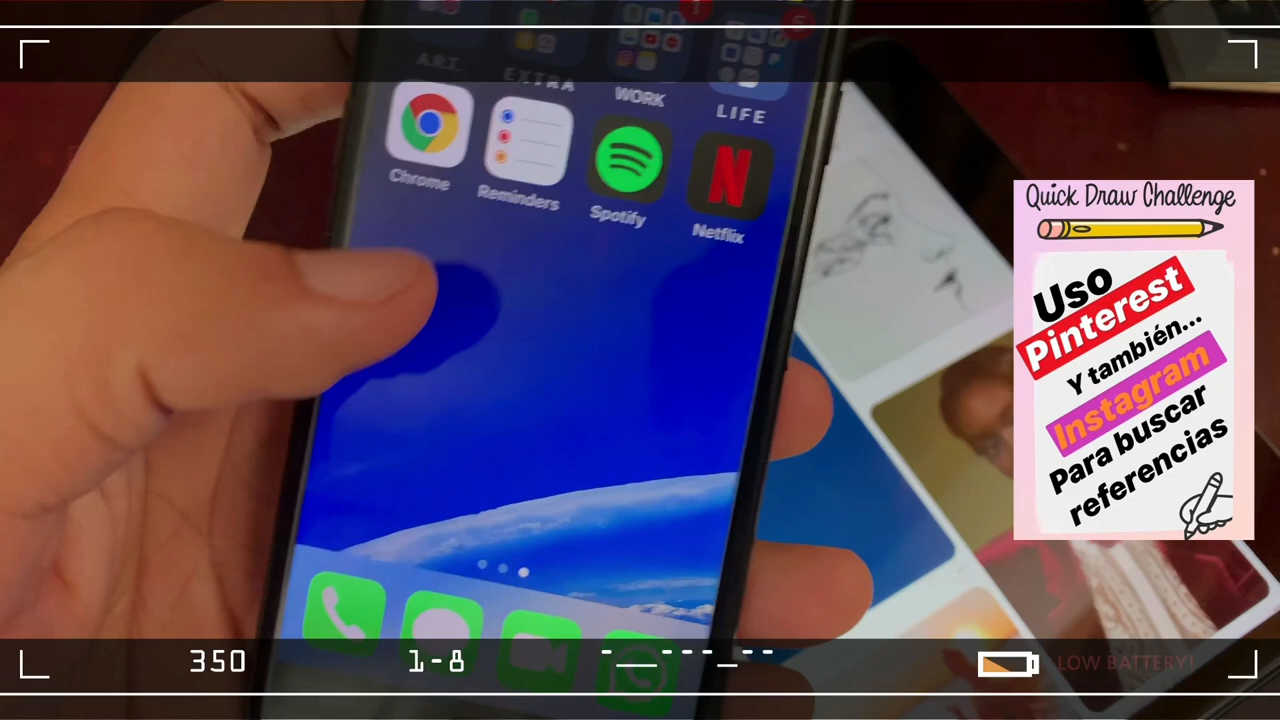 A.R.T.
EXTRA
WORK
LIFE
Chrome
Reminders
Spotify
Netflix
Quick Draw Challenge
Uso
Pinterest
Y también...
Instagram
Para buscar
referencias
350
1-8
LOW BATTERY!